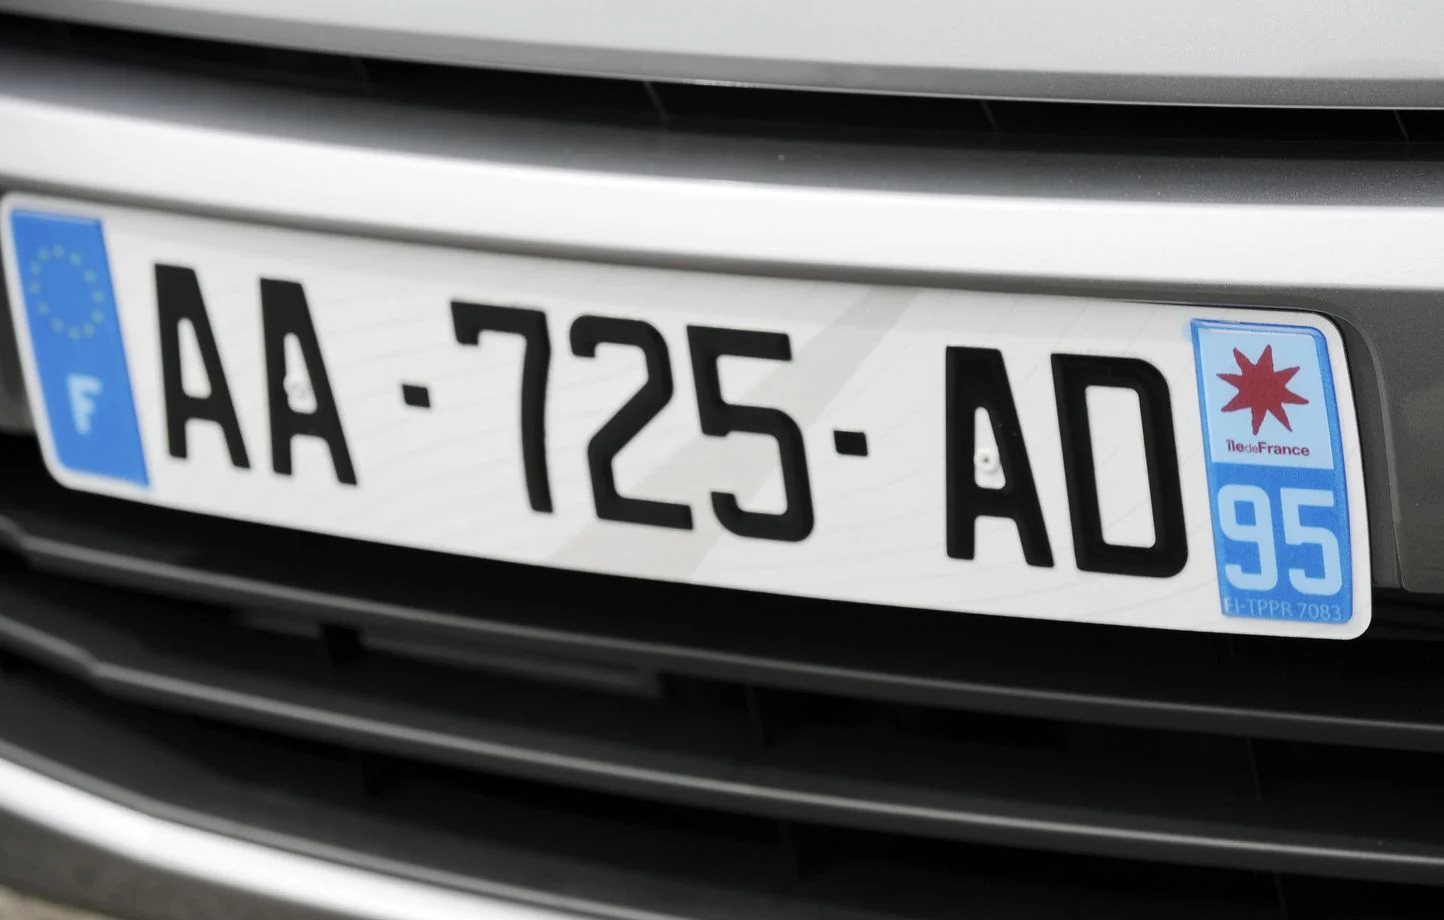 F
AA-725-AD
îledeFrance
95
FI-TPPR 7083